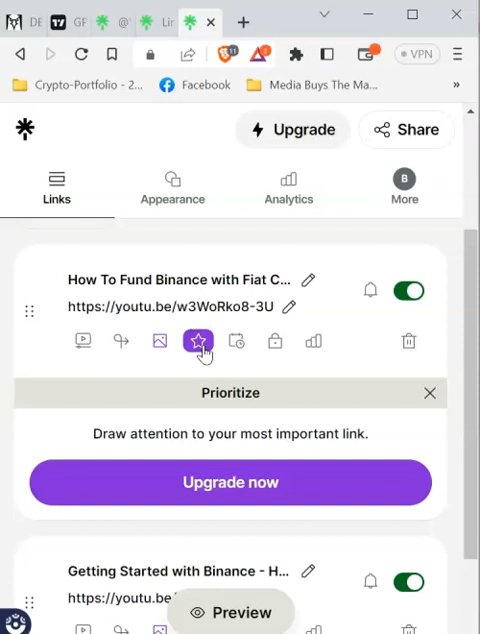 DE
GF
@'
Lir
11
3
VPN
Crypto-Portfolio - 2...
Facebook
Media Buys The Ma...
»
Upgrade
Share
Links
Appearance
Analytics
B
More
How To Fund Binance with Fiat C...
https://youtu.be/w3WoRko8-3U
Prioritize
Draw attention to your most important link.
Upgrade now
Getting Started with Binance - H...
https://youtu.be
Preview